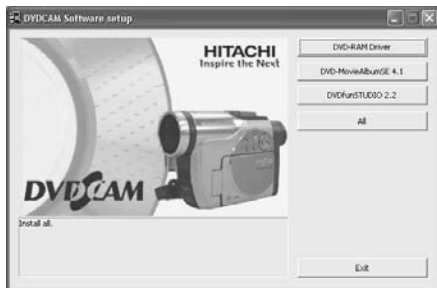 DVDCAM Software setup
HITACHI
Inspire the Next
DVDCAM
Install all.
DVD-RAM Driver
DVD-MovieAlbumSE 4.1
DVDfunSTUDIO 2.2
All
Exit